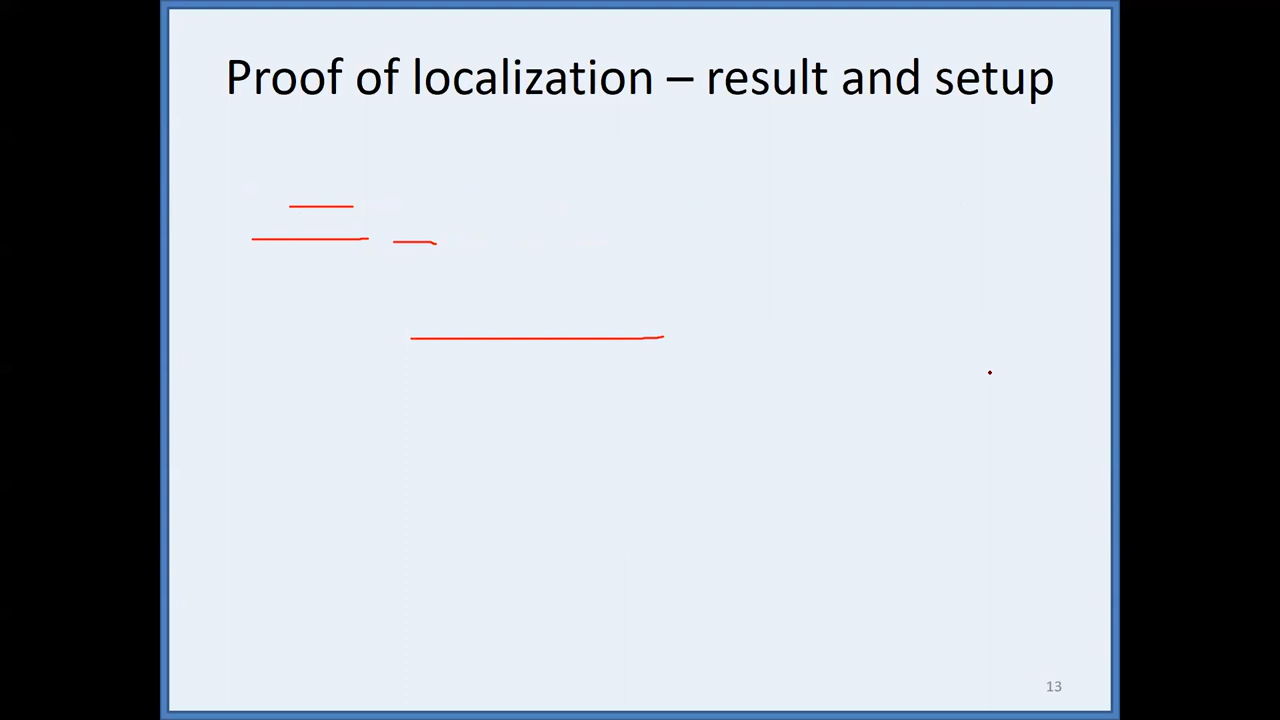 Proof of localization – result and setup
13